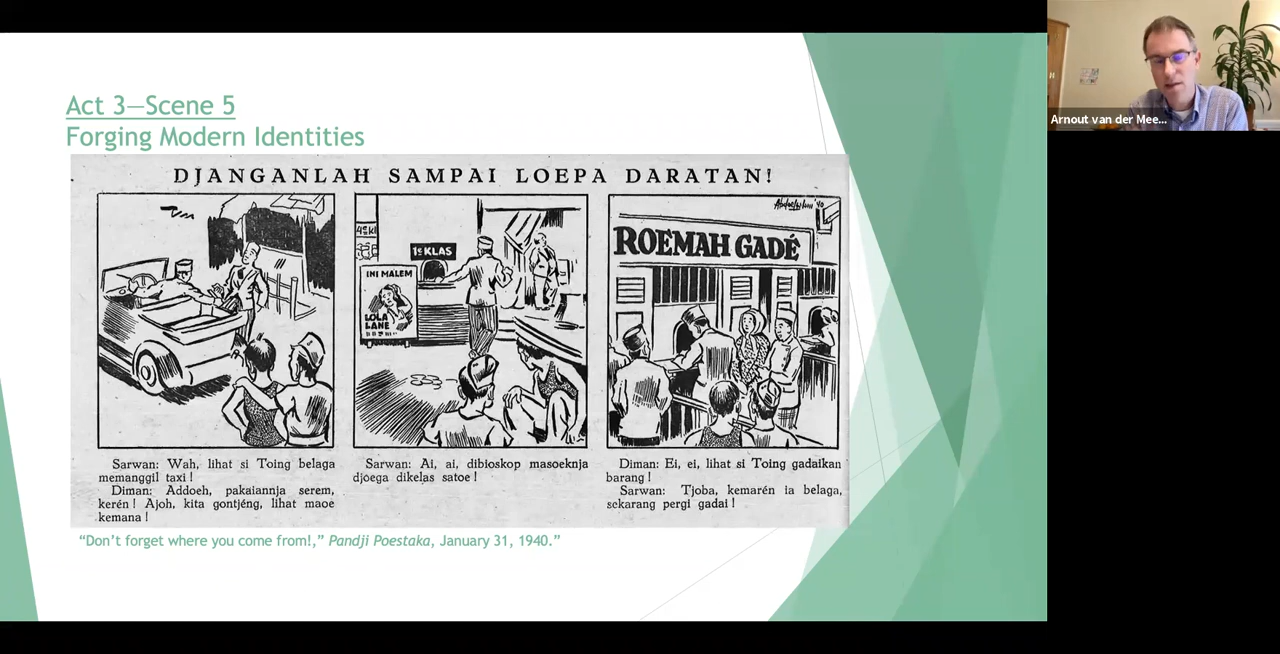 Act 3—Scene 5
Forging Modern Identities
DJANGANLAH SAMPAI LOEPA DARATAN!
1e KLAS
INI MALEM
LOLA
LANE
ROEMAH GADÉ
Sarwan: Wah, lihat si Toing belaga
memanggil taxi!
Diman: Addoeh, pakaiannja serem,
kerén! Ajoh, kita gontjéng, lihat maoe
kemana!
Sarwan: Ai, ai, dibioskop masoeknja
djoega dikelas satoe!
Diman: Ei, ei, lihat si Toing gadaikan
barang!
Sarwan: Tjoba, kemarén ia belaga,
sekarang pergi gadai!
“Don’t forget where you come from!,” Pandji Poestaka, January 31, 1940.”
Arnout van der Mee...